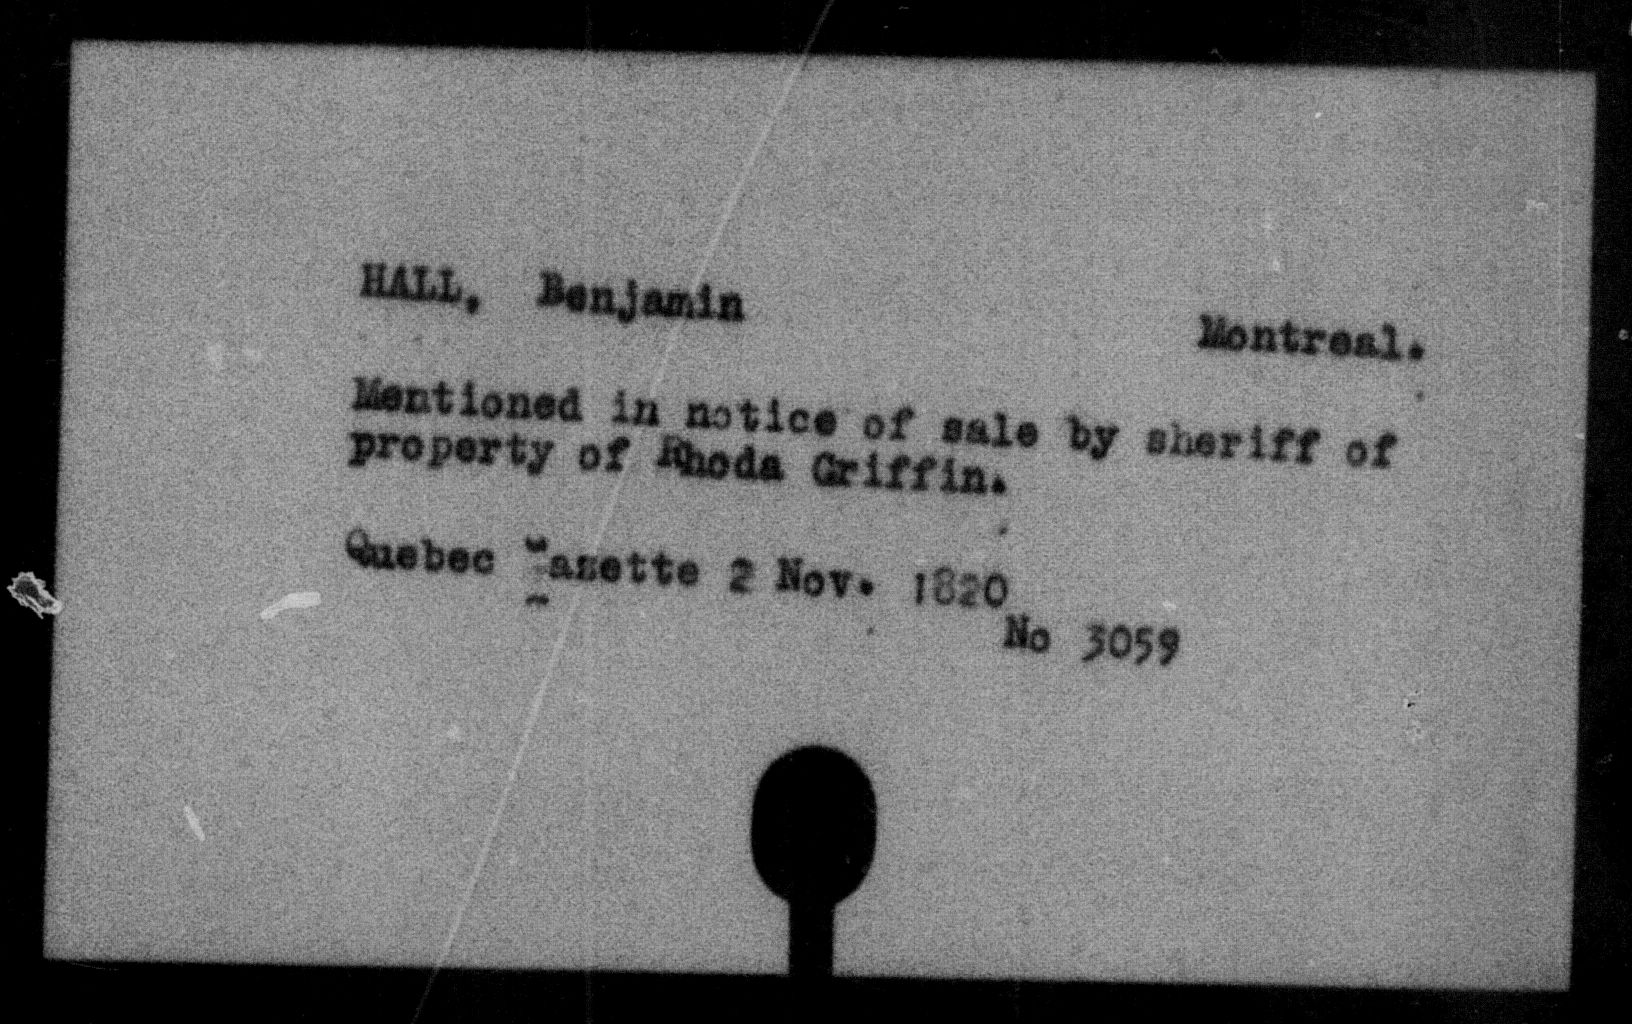 HALL, Benjamin
Montreal.
Mentioned in notice of sale by sheriff of
property of Rhoda Griffin.
Quebec Gazette 2 Nov. 1820
No 3059